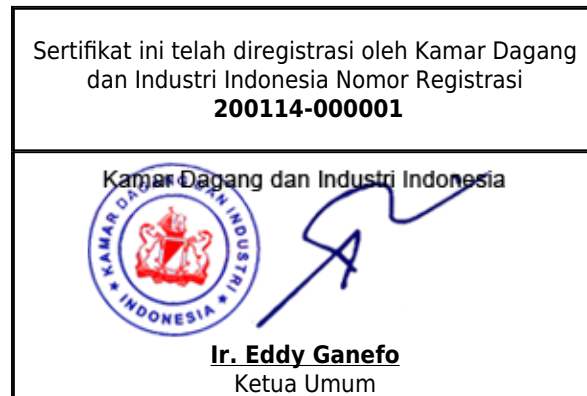 Sertifikat ini telah diregistrasi oleh Kamar Dagang
dan Industri Indonesia Nomor Registrasi
200114-000001
Kamar Dagang dan Industri Indonesia
KAMAR DAGANG DAN INDUSTRI
* INDONESIA *
Ir. Eddy Ganefo
Ketua Umum